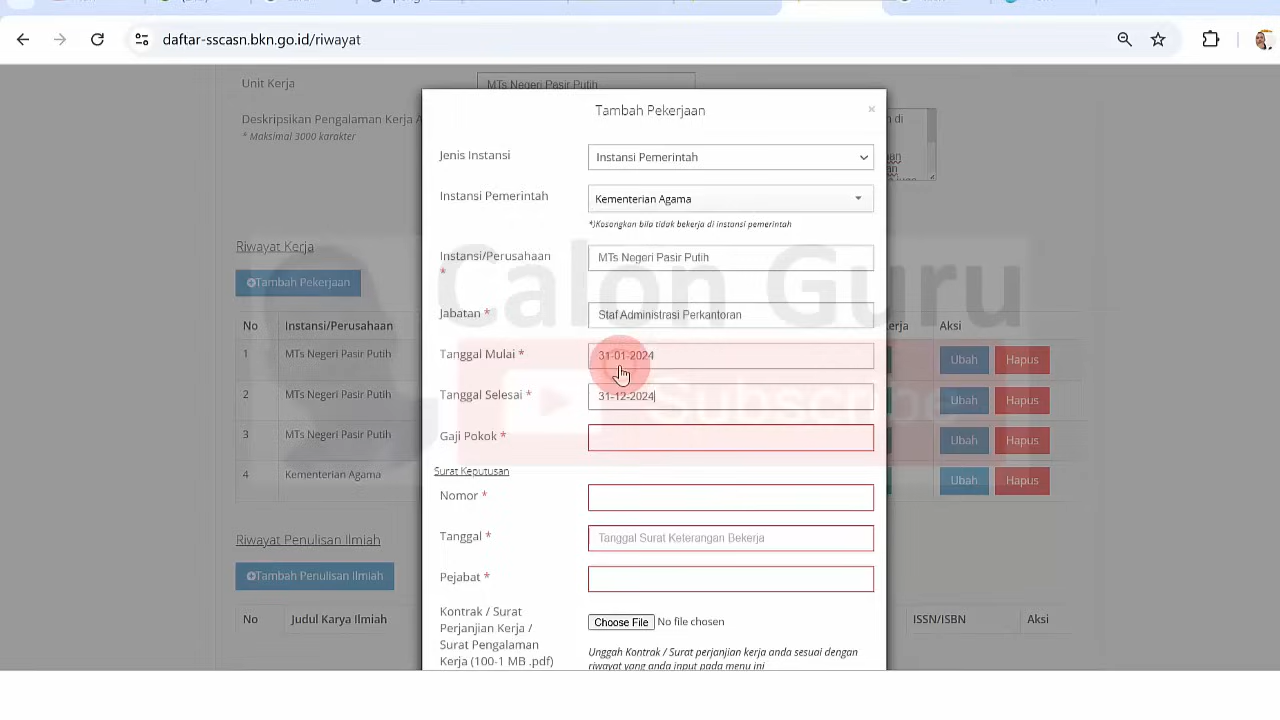 daftar-sscasn.bkn.go.id/riwayat
Unit Kerja
MTs Negeri Pasir Putih
Deskripsikan Pengalaman Kerja A
* Maksimal 3000 karakter
Tambah Pekerjaan
×
Jenis Instansi
Instansi Pemerintah
Instansi Pemerintah
Kementerian Agama
*)Kosongkan bila tidak bekerja di instansi pemerintah
Instansi/Perusahaan *
MTs Negeri Pasir Putih
Jabatan *
Staf Administrasi Perkantoran
Tanggal Mulai *
31-01-2024
Tanggal Selesai *
31-12-2024
Gaji Pokok *
Surat Keputusan
Nomor *
Tanggal *
Tanggal Surat Keterangan Bekerja
Pejabat *
Kontrak / Surat
Perjanjian Kerja /
Surat Pengalaman
Kerja (100-1 MB .pdf)
Choose File No file chosen
Unggah Kontrak / Surat perjanjian kerja anda sesuai dengan
riwayat yang anda input pada menu ini
Riwayat Kerja
Tambah Pekerjaan
No Instansi/Perusahaan erja Aksi
1 MTs Negeri Pasir Putih Ubah Hapus
2 MTs Negeri Pasir Putih Ubah Hapus
3 MTs Negeri Pasir Putih Ubah Hapus
4 Kementerian Agama Ubah Hapus
Riwayat Penulisan Ilmiah
Tambah Penulisan Ilmiah
No Judul Karya Ilmiah ISSN/ISBN Aksi
Calon Guru
Subscribe